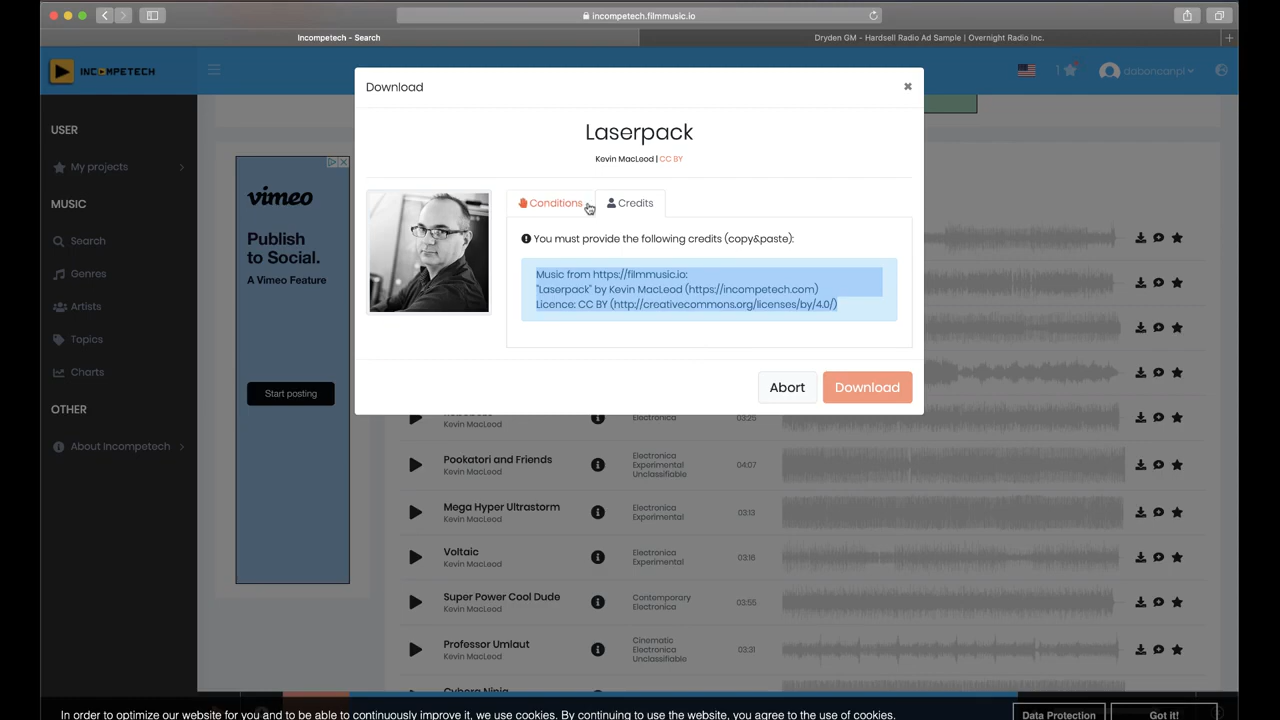 incompetech.filmmusic.io
Incompetech - Search
Dryden GM - Hardsell Radio Ad Sample | Overnight Radio Inc.
INCOMPETECH
1
daboncanpl
Download
USER
My projects
MUSIC
Search
Genres
Artists
Topics
Charts
OTHER
About Incompetech
vimeo
Publish
to Social.
A Vimeo Feature
Start posting
Laserpack
Kevin MacLeod | CC BY
Conditions
Credits
You must provide the following credits (copy&paste):
Music from https://filmmusic.io:
"Laserpack" by Kevin MacLeod (https://incompetech.com)
Licence: CC BY (http://creativecommons.org/licenses/by/4.0/)
Abort
Download
Kevin MacLeod
Electronica
03:25
Pookatori and Friends
Kevin MacLeod
Electronica
Experimental
Unclassifiable
04:07
Mega Hyper Ultrastorm
Kevin MacLeod
Electronica
Experimental
03:13
Voltaic
Kevin MacLeod
Electronica
Experimental
03:16
Super Power Cool Dude
Kevin MacLeod
Contemporary
Electronica
03:55
Professor Umlaut
Kevin MacLeod
Cinematic
Electronica
Unclassifiable
03:31
Cyborg Ninja
In order to optimize our website for you and to be able to continuously improve it, we use cookies. By continuing to use the website, you agree to the use of cookies.
Data Protection
Got it!